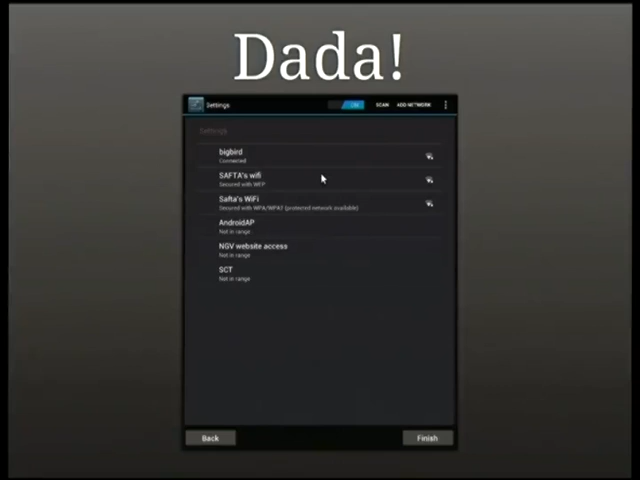 Dada!
Settings ON SCAN ADD NETWORK
Settings
bigbird
Connected
SAFTA's wifi
Secured with WEP
Safta's WiFi
Secured with WPA/WPA2 (protected network available)
AndroidAP
Not in range
NGV website access
Not in range
SCT
Not in range
Back Finish